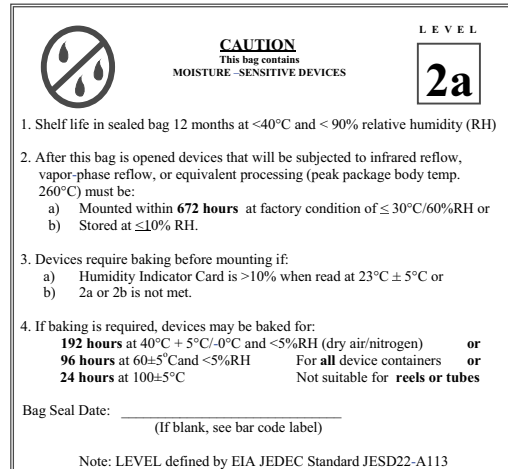 LEVEL
CAUTION
This bag contains
MOISTURE –SENSITIVE DEVICES
2a
1. Shelf life in sealed bag 12 months at <40°C and < 90% relative humidity (RH)
2. After this bag is opened devices that will be subjected to infrared reflow,
vapor-phase reflow, or equivalent processing (peak package body temp.
260°C) must be:
a) Mounted within 672 hours at factory condition of ≤ 30°C/60%RH or
b) Stored at ≤10% RH.
3. Devices require baking before mounting if:
a) Humidity Indicator Card is >10% when read at 23°C ± 5°C or
b) 2a or 2b is not met.
4. If baking is required, devices may be baked for:
192 hours at 40°C + 5°C/-0°C and <5%RH (dry air/nitrogen) or
96 hours at 60±5°Cand <5%RH For all device containers or
24 hours at 100±5°C Not suitable for reels or tubes
Bag Seal Date: ______________________________
(If blank, see bar code label)
Note: LEVEL defined by EIA JEDEC Standard JESD22-A113